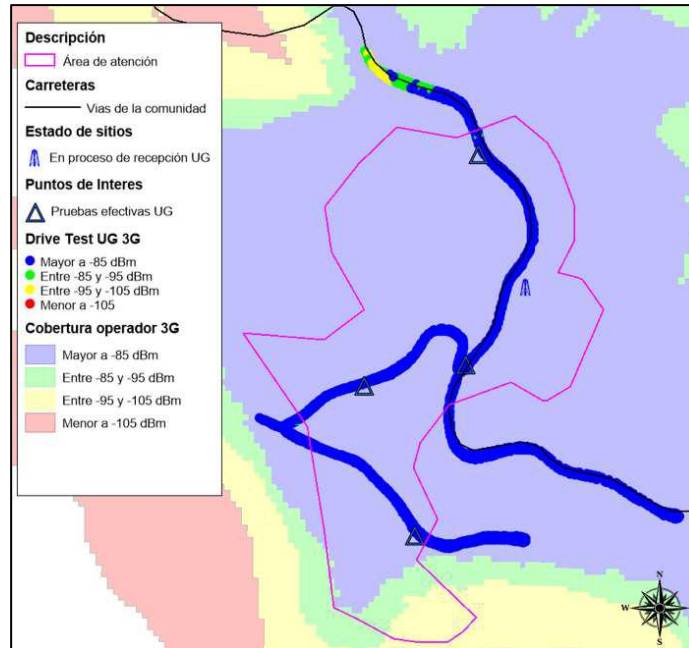 Descripción
Área de atención
Carreteras
Vias de la comunidad
Estado de sitios
En proceso de recepción UG
Puntos de Interes
Pruebas efectivas UG
Drive Test UG 3G
Mayor a -85 dBm
Entre -85 y -95 dBm
Entre -95 y -105 dBm
Menor a -105
Cobertura operador 3G
Mayor a -85 dBm
Entre -85 y -95 dBm
Entre -95 y -105 dBm
Menor a -105 dBm
N
W E
S